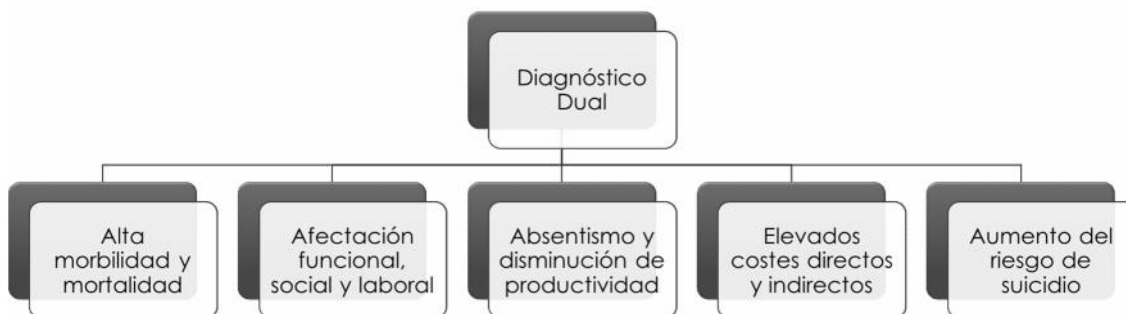 Diagnóstico
Dual
Alta
morbilidad y
mortalidad
Afectación
funcional,
social y laboral
Absentismo y
disminución de
productividad
Elevados
costes directos
y indirectos
Aumento del
riesgo de
suicidio